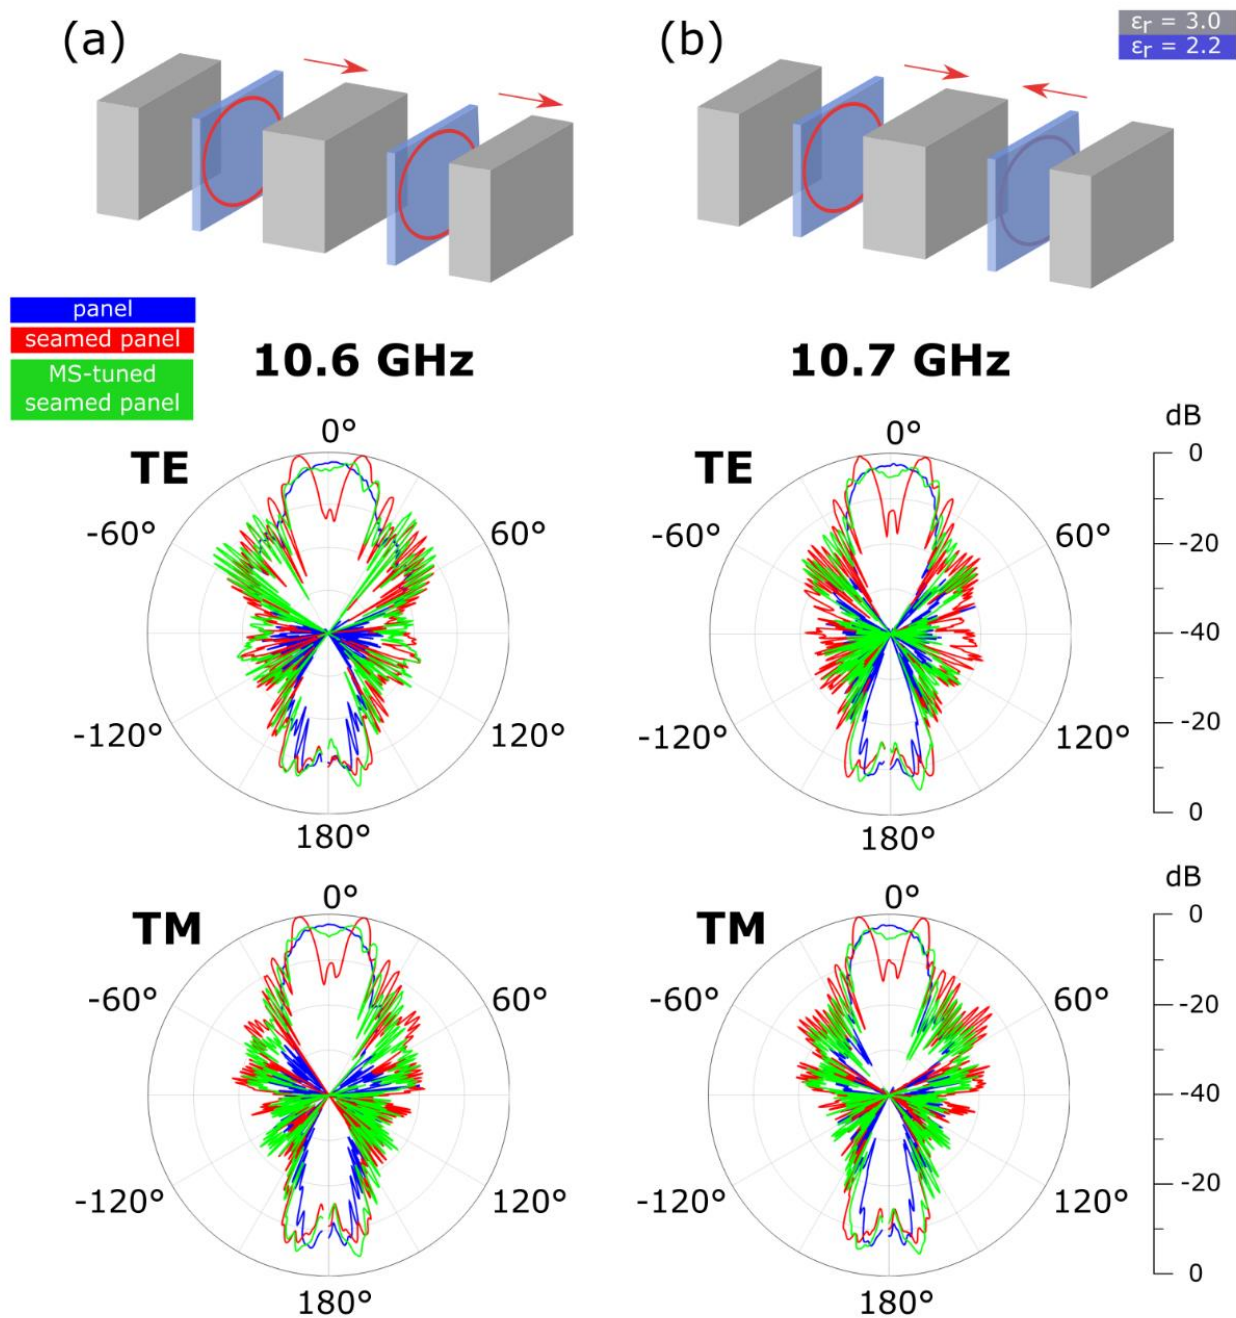 (a)
(b)
εr = 3.0
εr = 2.2
panel
seamed panel
MS-tuned
seamed panel
10.6 GHz
10.7 GHz
TE
0°
-60°
60°
-120°
120°
180°
TE
0°
-60°
60°
-120°
120°
180°
dB
0
-20
-40
-20
0
TM
0°
-60°
60°
-120°
120°
180°
TM
0°
-60°
60°
-120°
120°
180°
dB
0
-20
-40
-20
0